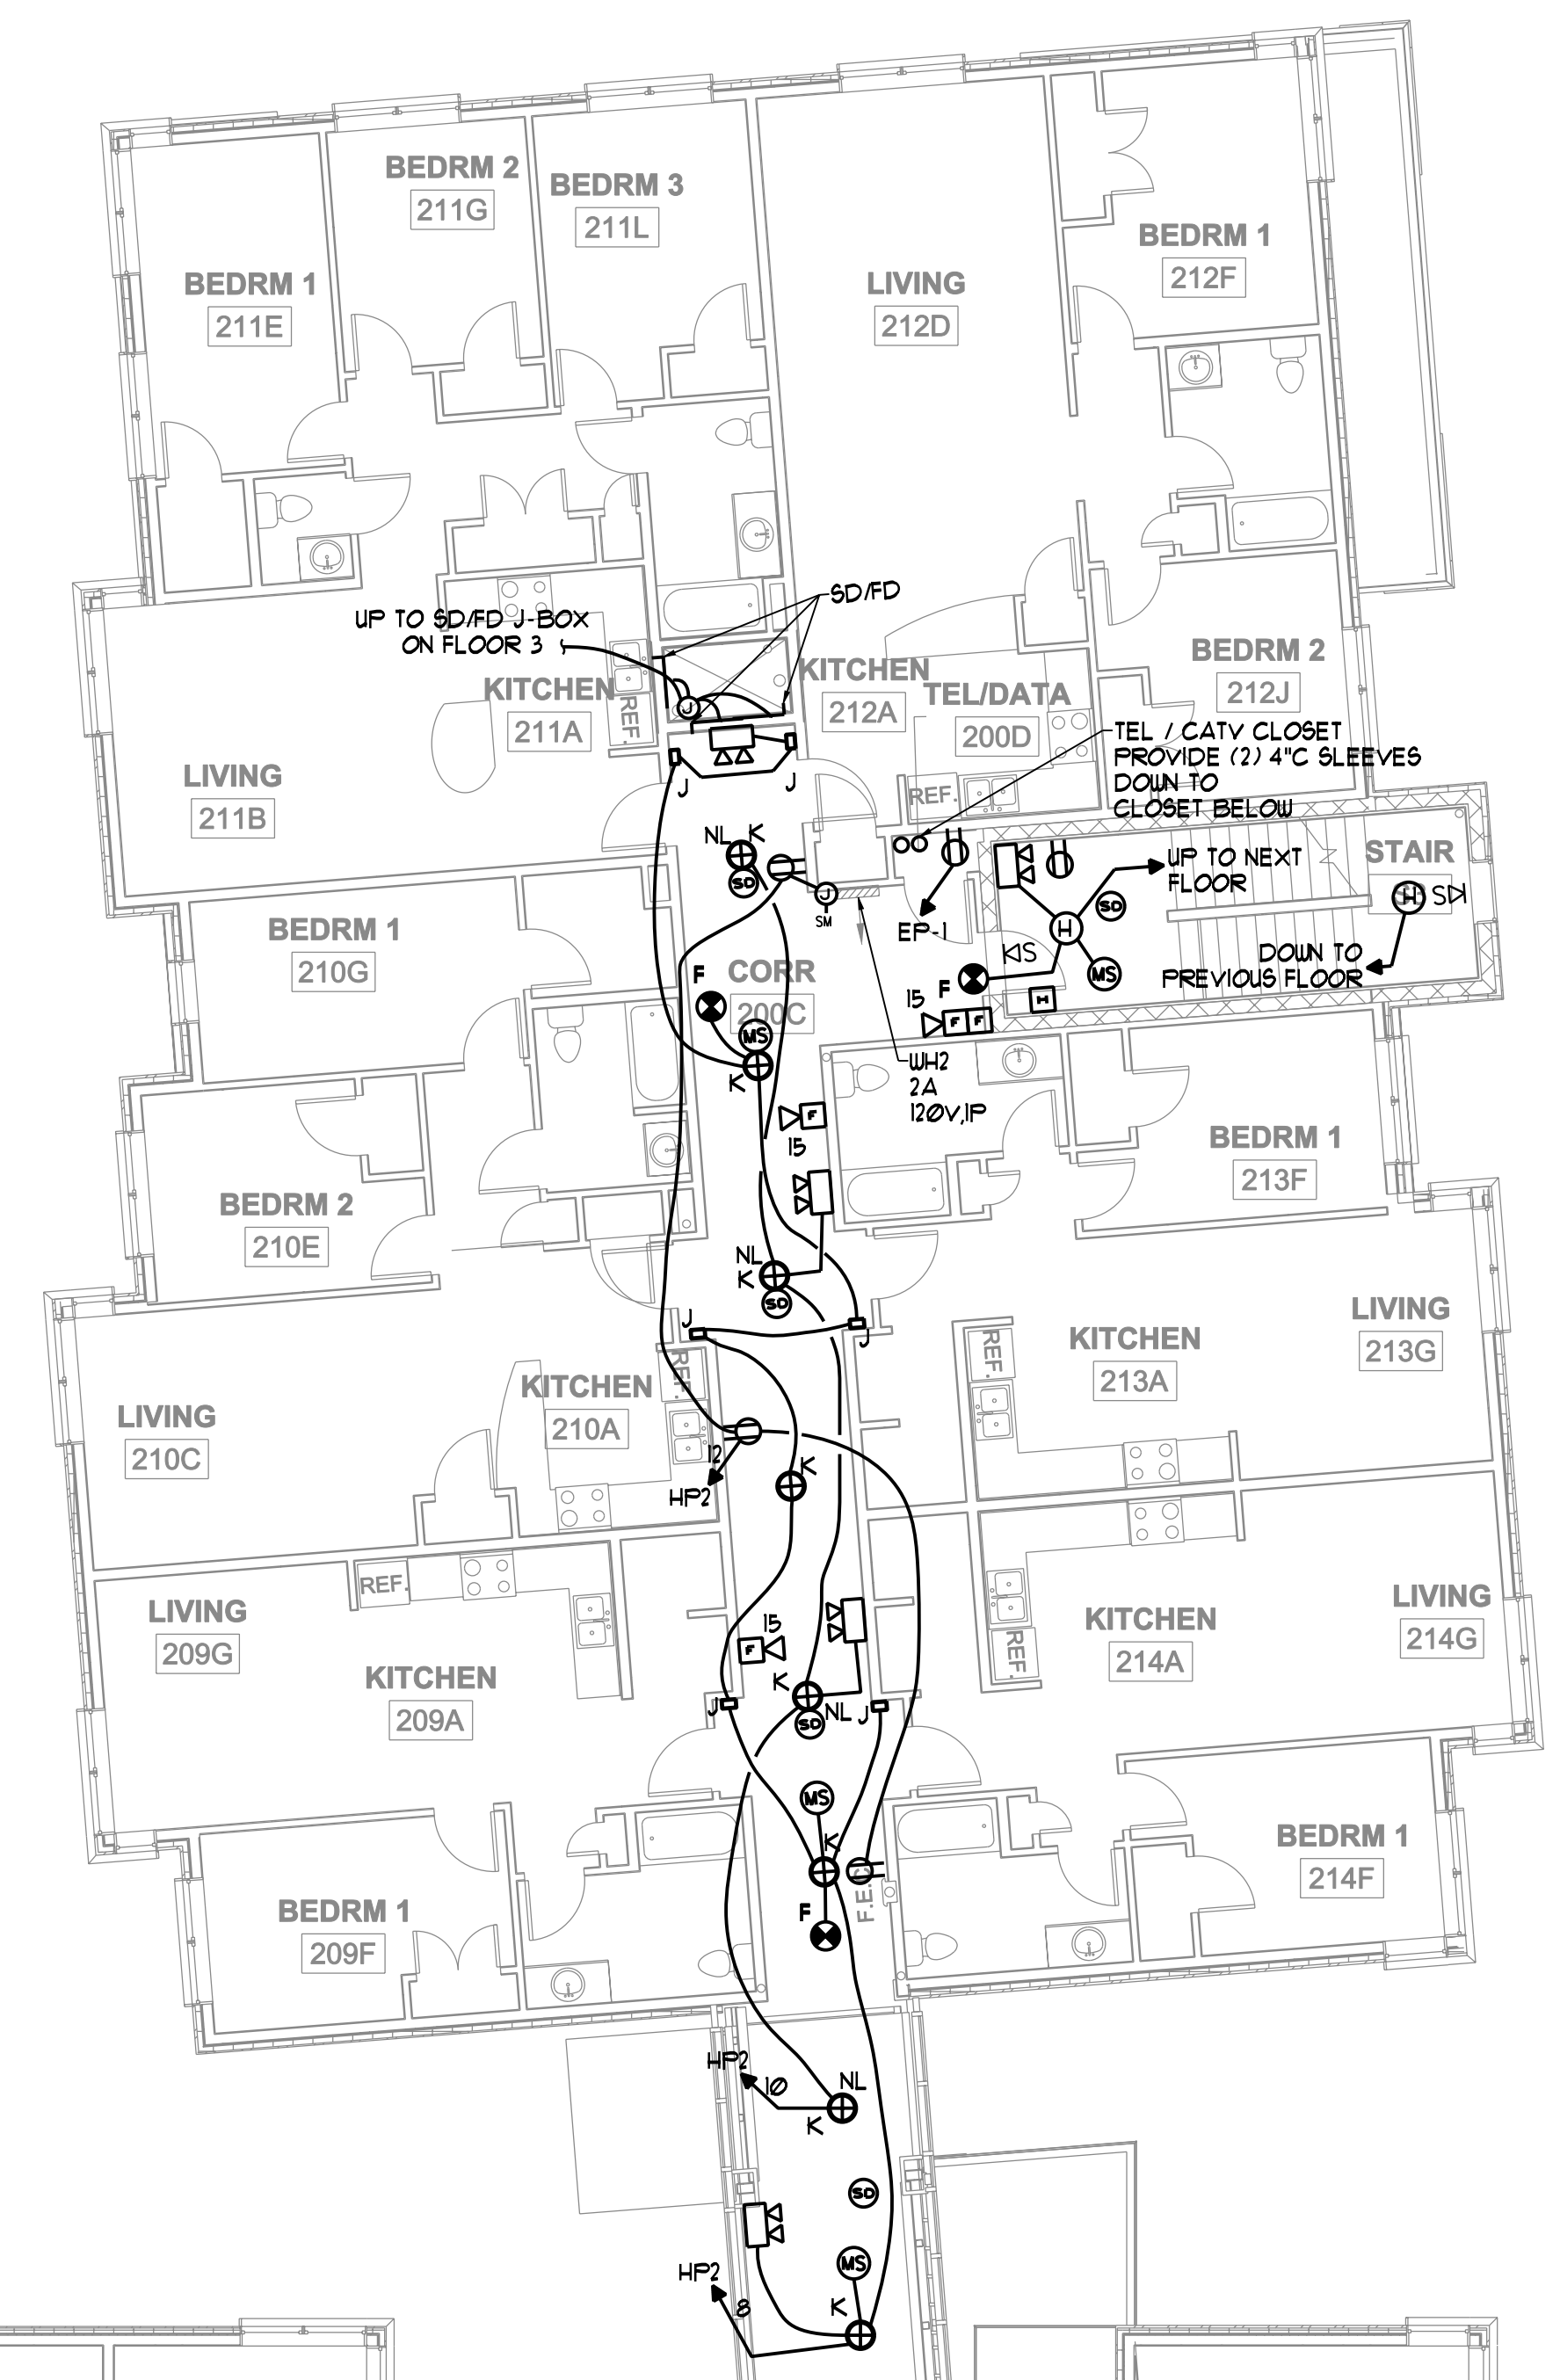 BEDRM 2
211G
BEDRM 3
211L
BEDRM 1
211E
BEDRM 1
212F
LIVING
212D
SD/FD
UP TO SD/FD J-BOX
ON FLOOR 3
KITCHEN
211A
REF.
KITCHEN
212A
TEL/DATA
200D
REF.
BEDRM 2
212J
J
TEL / CATV CLOSET
PROVIDE (2) 4"C SLEEVES
DOWN TO
CLOSET BELOW
LIVING
211B
J
J
NL
K
SD
J
SM
EP-1
UP TO NEXT
FLOOR
STAIR
SD
H
H
S
DOWN TO
PREVIOUS FLOOR
K
S
MS
F
15
F
F
H
BEDRM 1
210G
CORR
200C
F
MS
K
WH2
2A
120V,1P
F
15
BEDRM 1
213F
BEDRM 2
210E
NL
K
SD
J
J
LIVING
213G
KITCHEN
213A
REF.
REF.
KITCHEN
210A
LIVING
210C
12
HP2
K
REF.
LIVING
209G
KITCHEN
209A
15
F
K
NL
SD
J
J
LIVING
214G
KITCHEN
214A
REF.
MS
K
F.E.C
F
BEDRM 1
214F
BEDRM 1
209F
HP2
10
NL
K
SD
MS
HP2
8
K